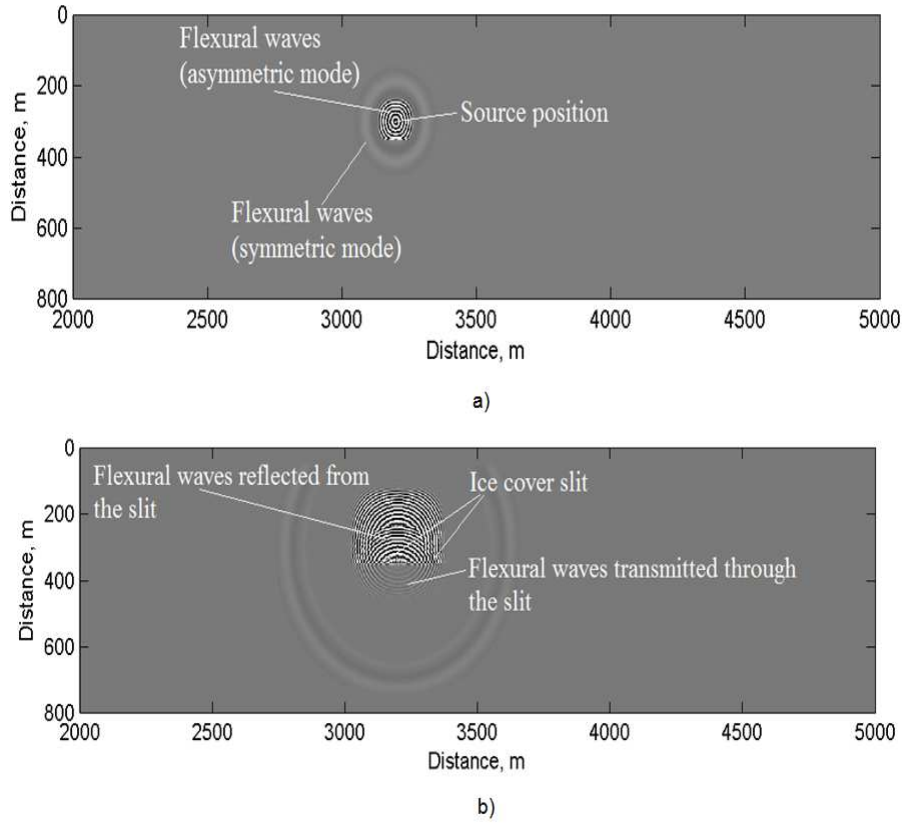 0
200
400
600
800
Distance, m
Flexural waves
(asymmetric mode)
Source position
Flexural waves
(symmetric mode)
2000 2500 3000 3500 4000 4500 5000
Distance, m
a)
0
200
400
600
800
Distance, m
Flexural waves reflected from
the slit
Ice cover slit
Flexural waves transmitted through
the slit
2000 2500 3000 3500 4000 4500 5000
Distance, m
b)